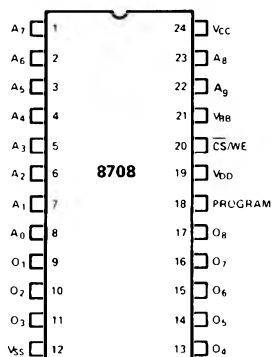 A7 1 24 VCC
A6 2 23 A8
A5 3 22 A9
A4 4 21 VBB
A3 5 20 CS/WE
A2 6 8708 19 VDD
A1 7 18 PROGRAM
A0 8 17 O8
O1 9 16 O7
O2 10 15 O6
O3 11 14 O5
VSS 12 13 O4